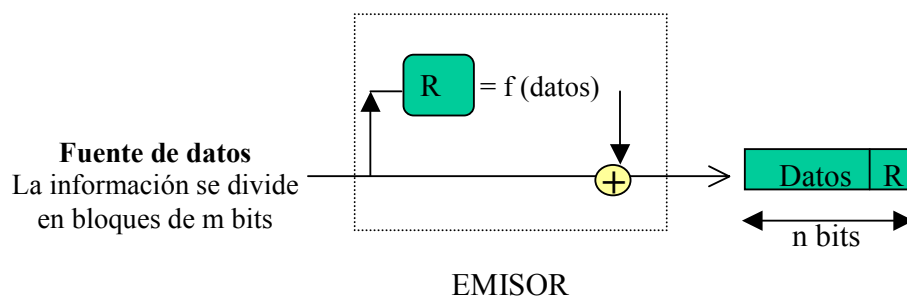 R = f (datos)
Fuente de datos
La información se divide
en bloques de m bits
+
Datos R
n bits
EMISOR